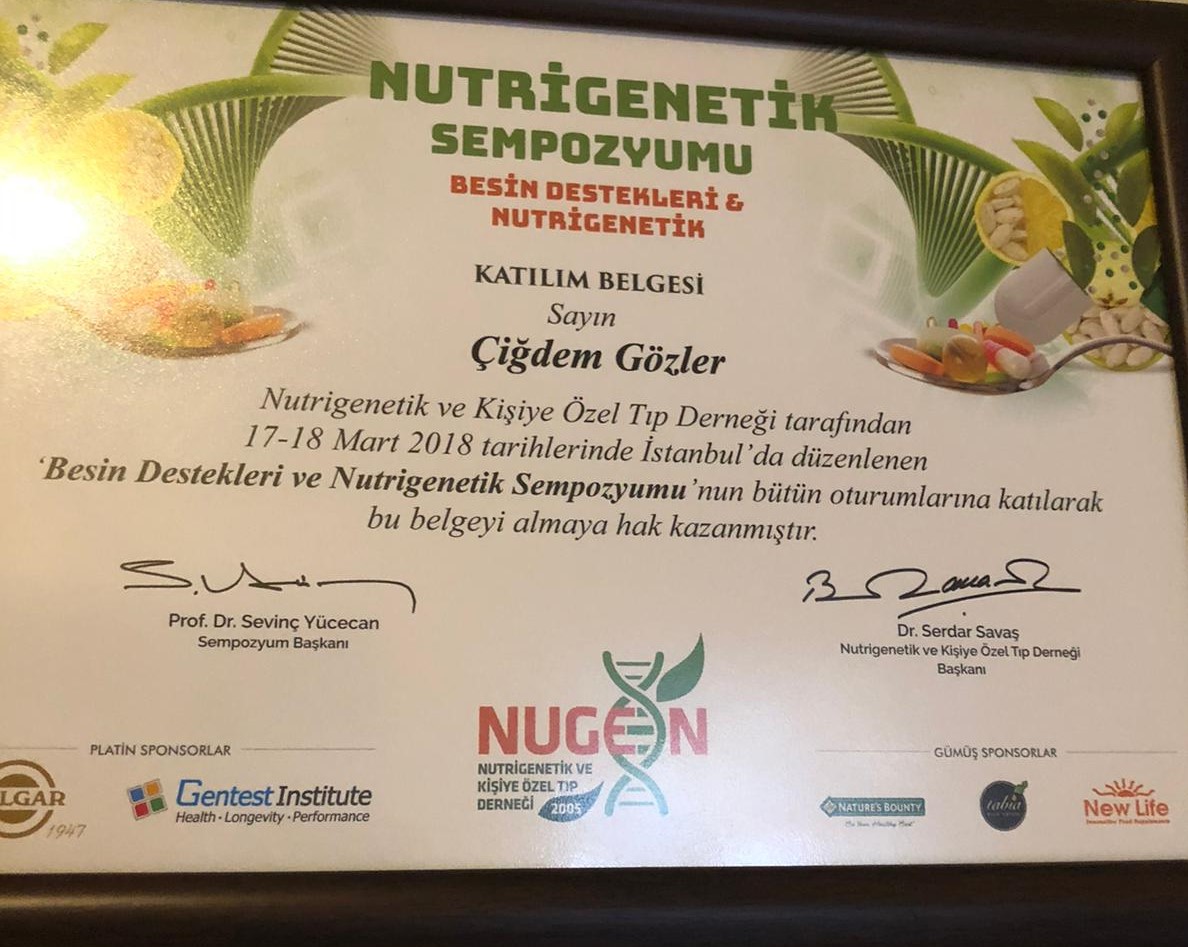 NUTRİGENETİK
SEMPOZYUMU
BESİN DESTEKLERİ &
NUTRİGENETİK
KATILIM BELGESİ
Sayın
Çiğdem Gözler
Nutrigenetik ve Kişiye Özel Tıp Derneği tarafından
17-18 Mart 2018 tarihlerinde İstanbul'da düzenlenen
'Besin Destekleri ve Nutrigenetik Sempozyumu'nun bütün oturumlarına katılarak
bu belgeyi almaya hak kazanmıştır.
Prof. Dr. Sevinç Yücecan
Sempozyum Başkanı
Dr. Serdar Savaş
Nutrigenetik ve Kişiye Özel Tıp Derneği
Başkanı
NUGEN
NUTRİGENETİK VE
KİŞİYE ÖZEL TIP
DERNEĞİ 2005
PLATİN SPONSORLAR
LGAR
1947
Gentest Institute
Health · Longevity · Performance
GÜMÜŞ SPONSORLAR
NATURE'S BOUNTY
tabia
New Life